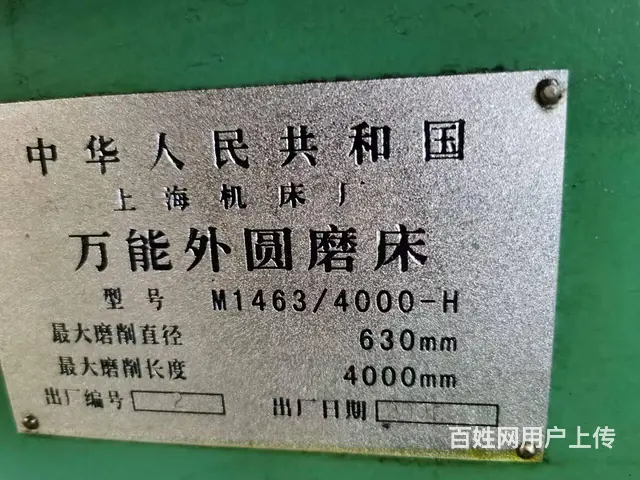 中华人民共和国
上海机床厂
万能外圆磨床
型号 M1463/4000-H
最大磨削直径 630mm
最大磨削长度 4000mm
出厂编号 出厂日期
百姓网用户上传